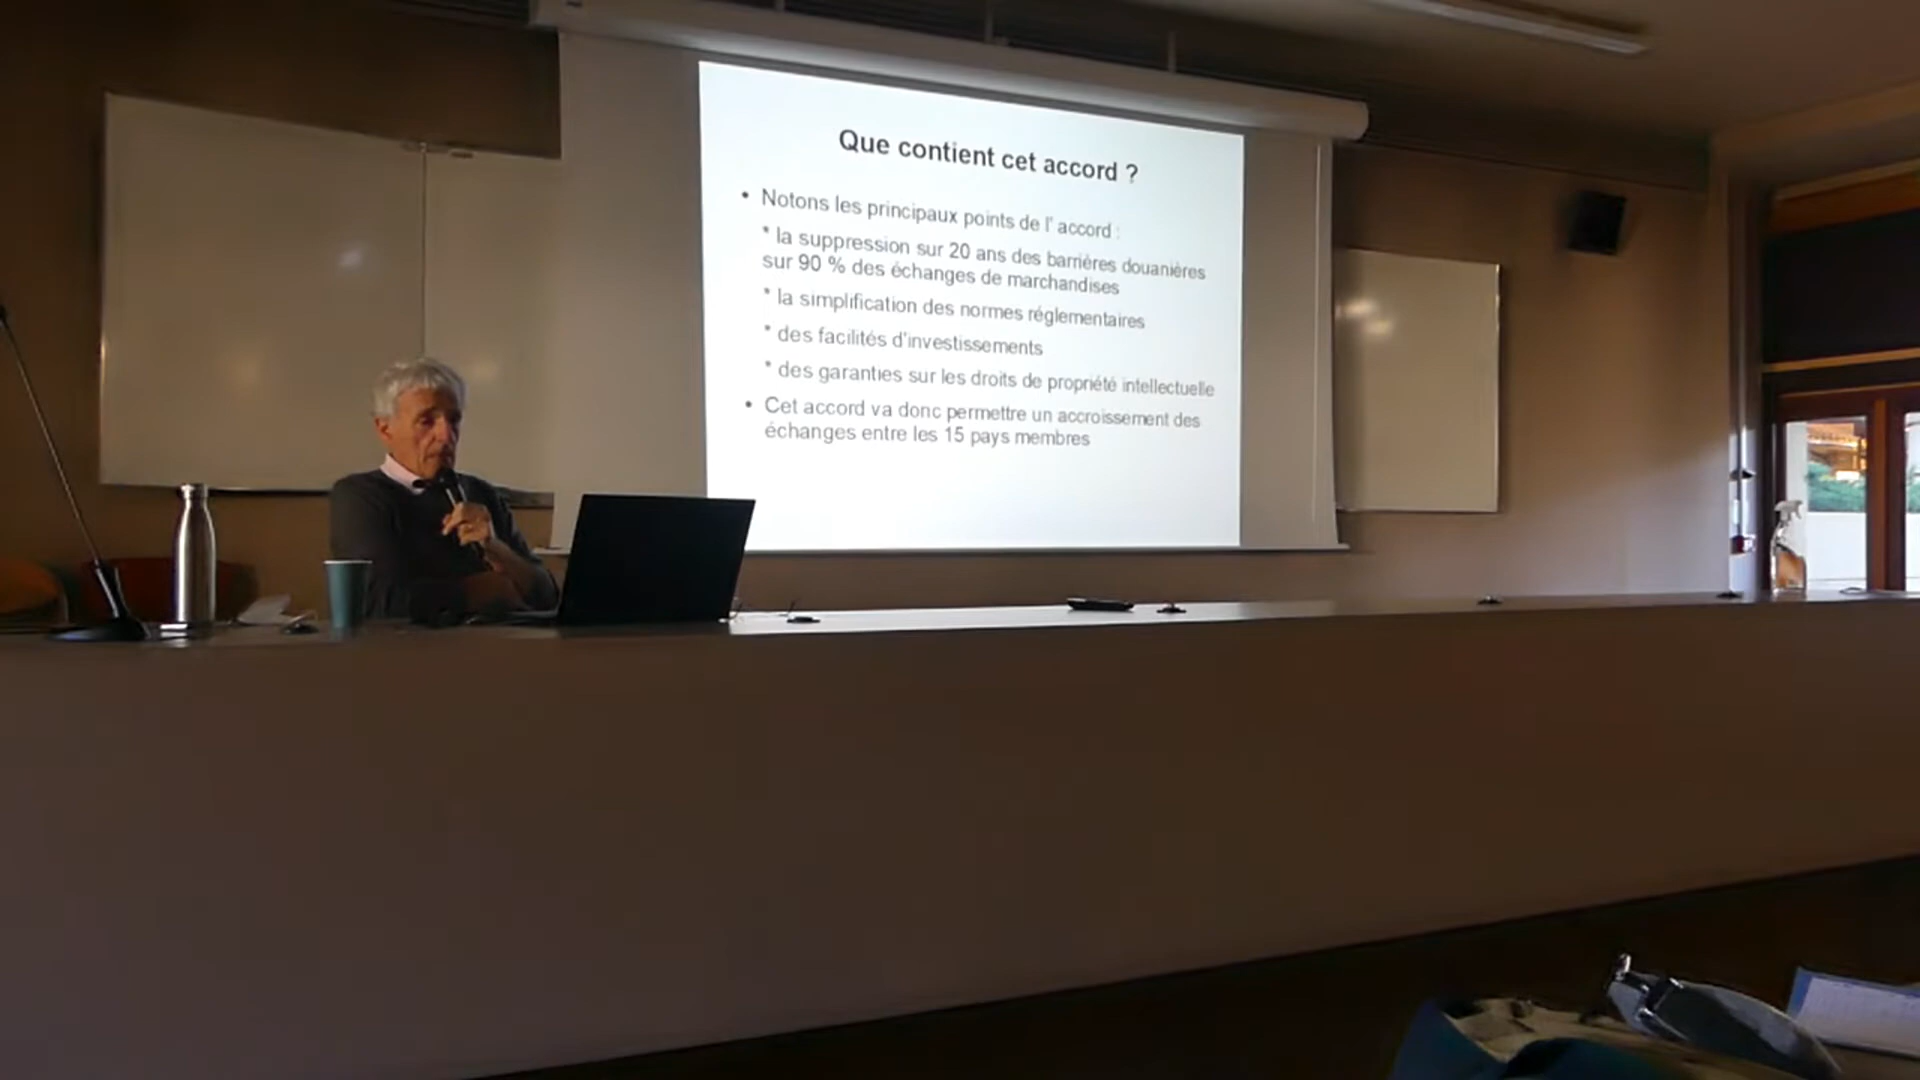 Que contient cet accord ?
• Notons les principaux points de l' accord :
* la suppression sur 20 ans des barrières douanières
sur 90 % des échanges de marchandises
* la simplification des normes réglementaires
* des facilités d'investissements
* des garanties sur les droits de propriété intellectuelle
• Cet accord va donc permettre un accroissement des
échanges entre les 15 pays membres